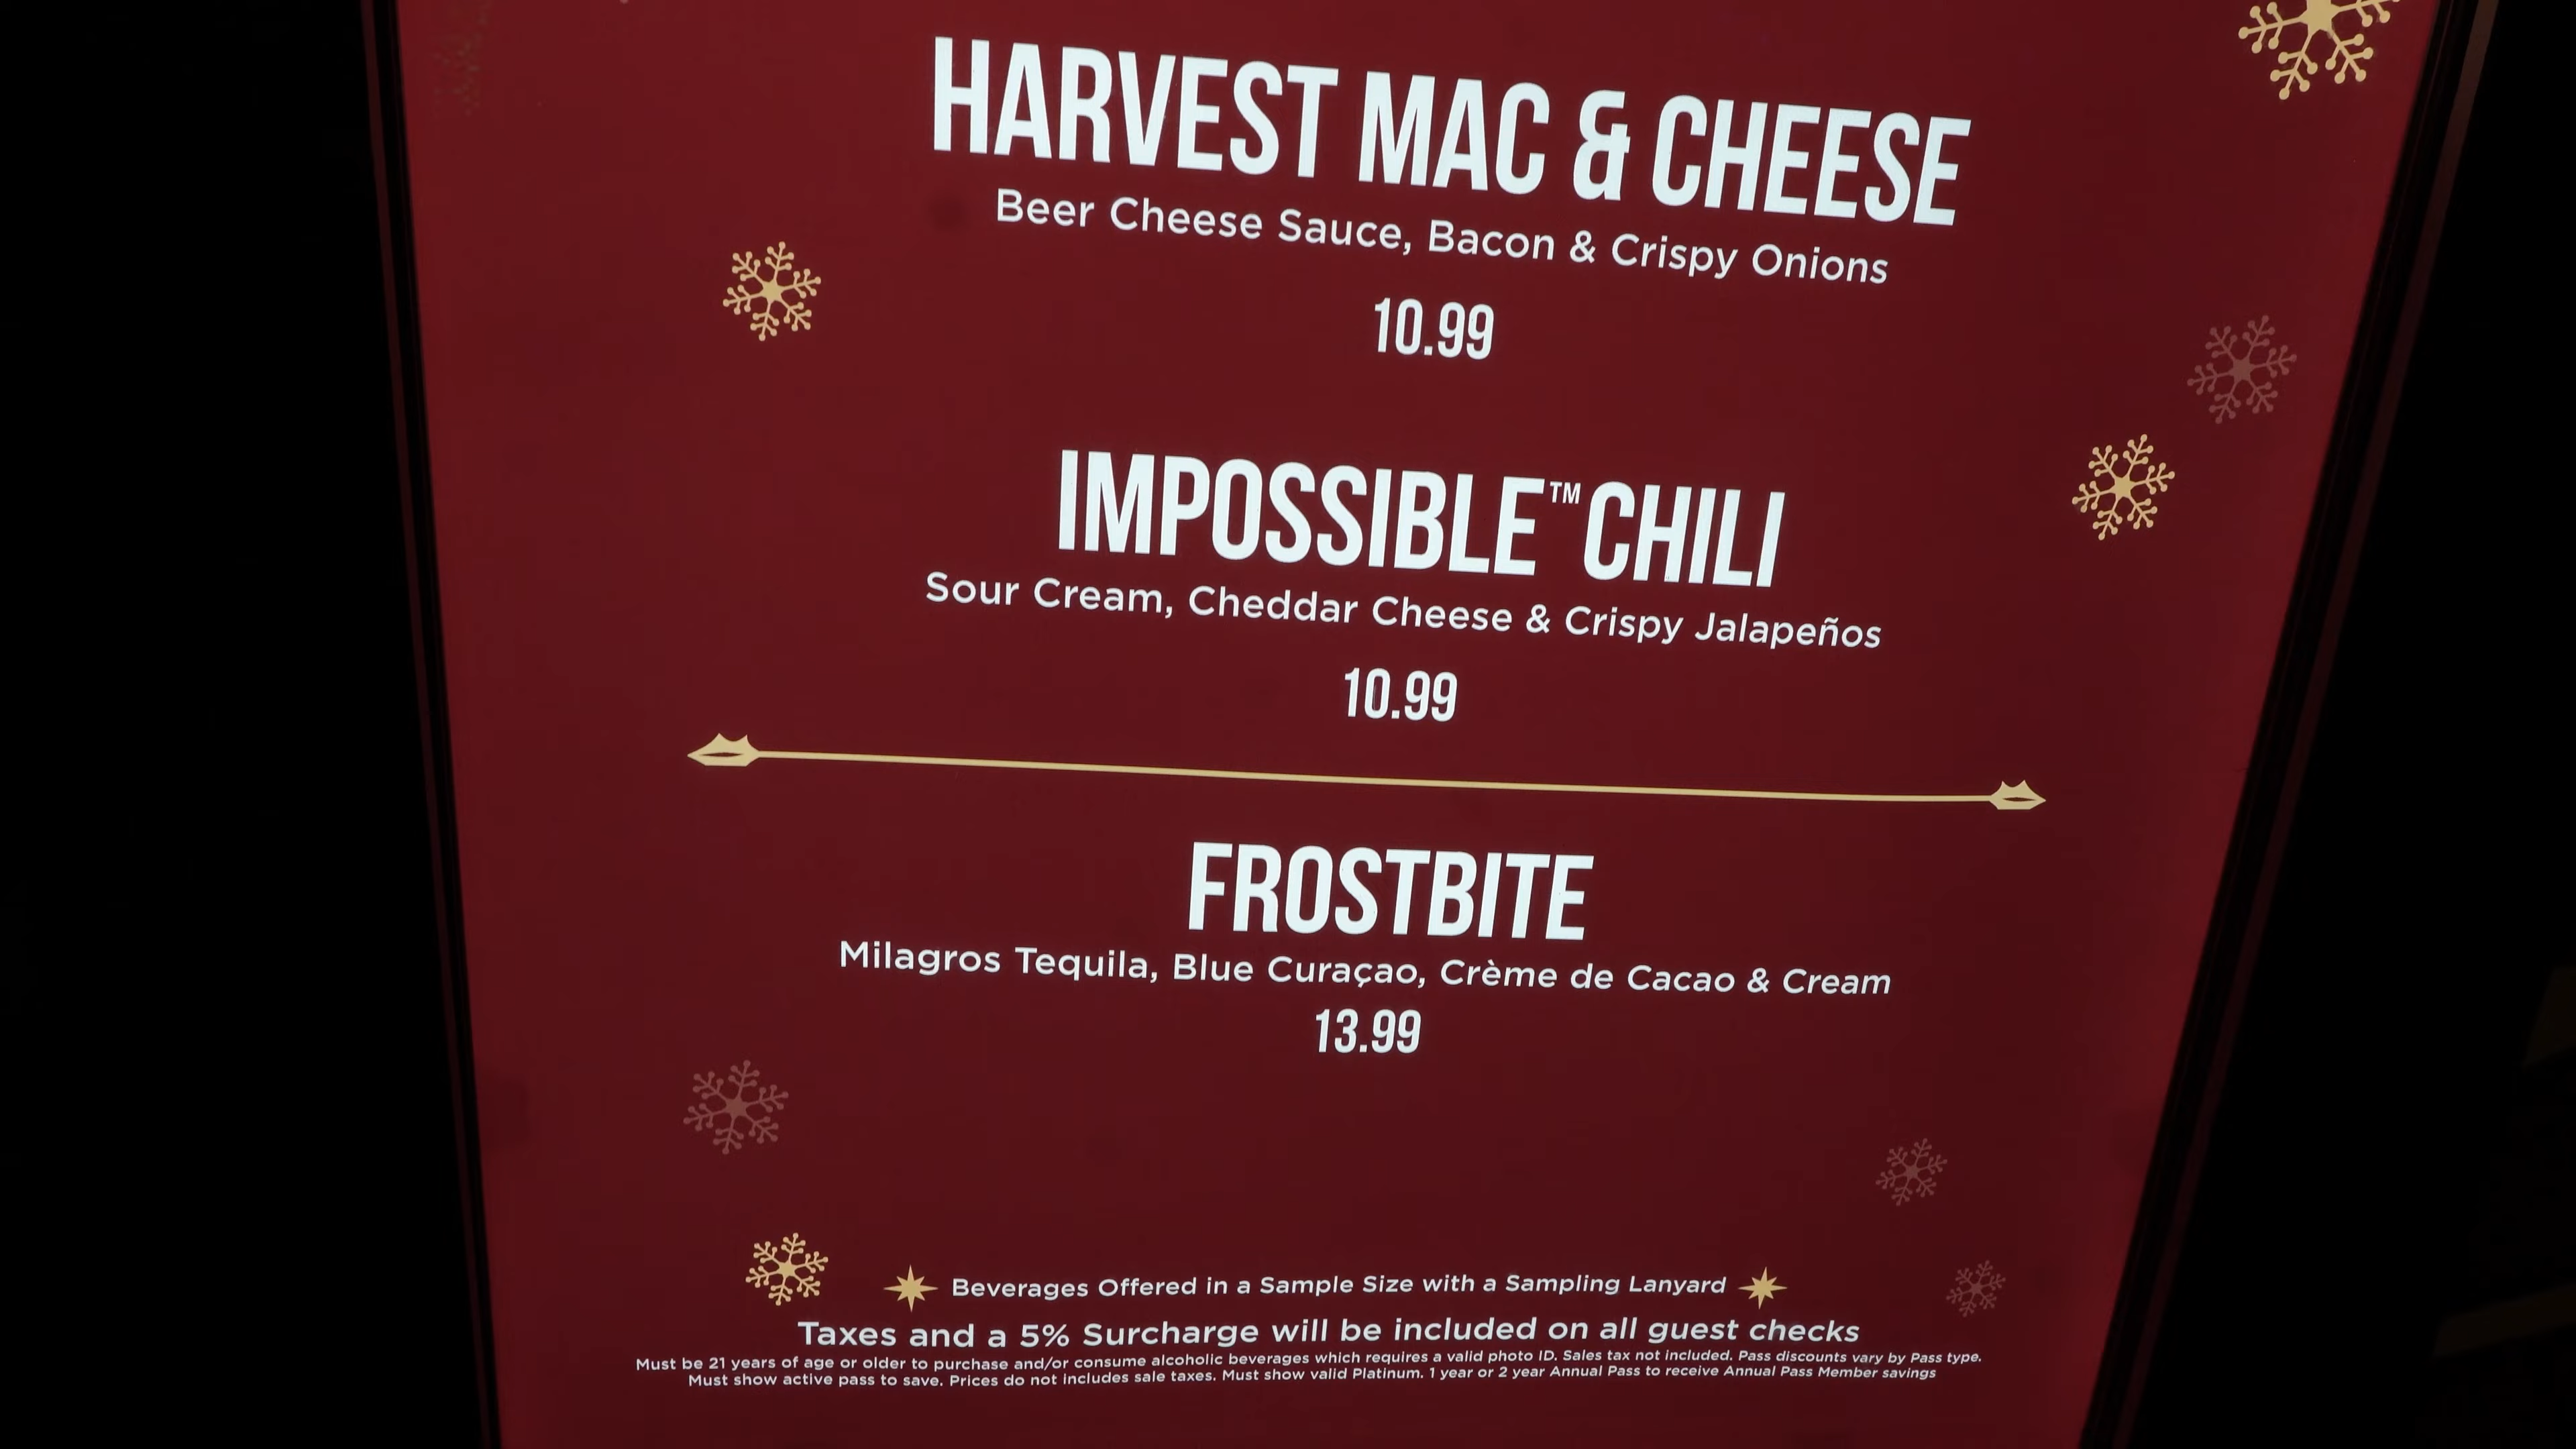 HARVEST MAC & CHEESE
Beer Cheese Sauce, Bacon & Crispy Onions
10.99
IMPOSSIBLE™ CHILI
Sour Cream, Cheddar Cheese & Crispy Jalapeños
10.99
FROSTBITE
Milagros Tequila, Blue Curaçao, Crème de Cacao & Cream
13.99
Beverages Offered in a Sample Size with a Sampling Lanyard
Taxes and a 5% Surcharge will be included on all guest checks
Must be 21 years of age or older to purchase and/or consume alcoholic beverages which requires a valid photo ID. Sales tax not included. Pass discounts vary by Pass type.
Must show active pass to save. Prices do not includes sale taxes. Must show valid Platinum. 1 year or 2 year Annual Pass to receive Annual Pass Member savings